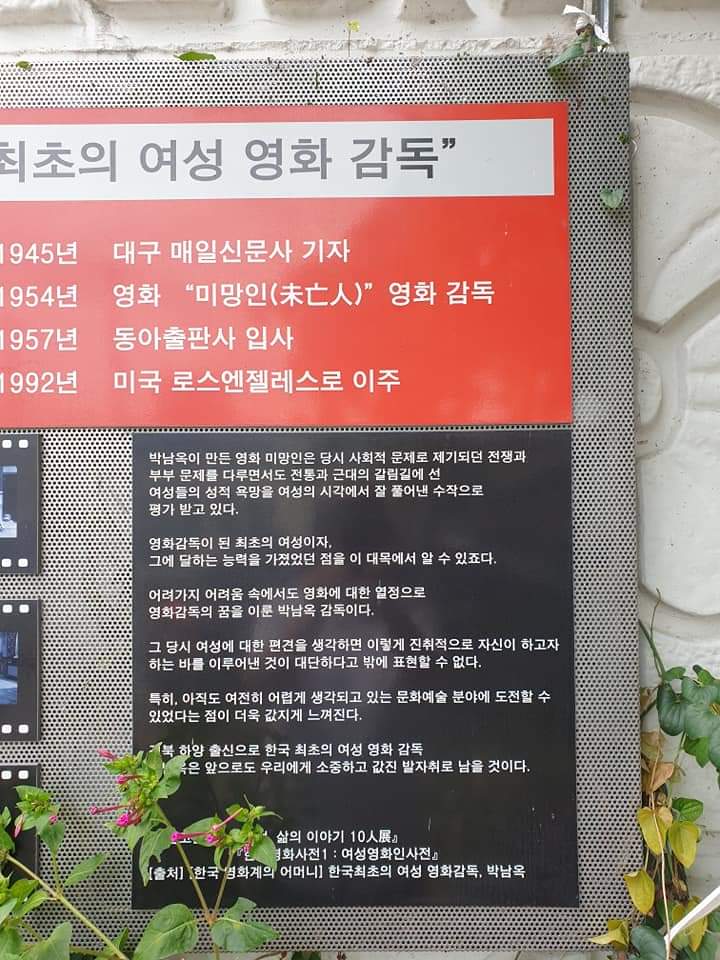 최초의 여성 영화 감독”
1945년 대구 매일신문사 기자
1954년 영화 “미망인(未亡人)” 영화 감독
1957년 동아출판사 입사
1992년 미국 로스엔젤레스로 이주
박남옥이 만든 영화 미망인은 당시 사회적 문제로 제기되던 전쟁과
부부 문제를 다루면서도 전통과 근대의 갈림길에 선
여성들의 성적 욕망을 여성의 시각에서 잘 풀어낸 수작으로
평가 받고 있다.
영화감독이 된 최초의 여성이자,
그에 달하는 능력을 가졌었던 점을 이 대목에서 알 수 있죠다.
어려가지 어려움 속에서도 영화에 대한 열정으로
영화감독의 꿈을 이룬 박남옥 감독이다.
그 당시 여성에 대한 편견을 생각하면 이렇게 진취적으로 자신이 하고자
하는 바를 이루어낸 것이 대단하다고 밖에 표현할 수 없다.
특히, 아직도 여전히 어렵게 생각되고 있는 문화예술 분야에 도전할 수
있었다는 점이 더욱 값지게 느껴진다.
하양 출신으로 한국 최초의 여성 영화 감독
앞으로도 우리에게 소중하고 값진 발자취로 남을 것이다.
삶의 이야기 10人展』
영화사전1 : 여성영화인사전』
[출처] [한국 영화계의 어머니] 한국최초의 여성 영화감독, 박남옥